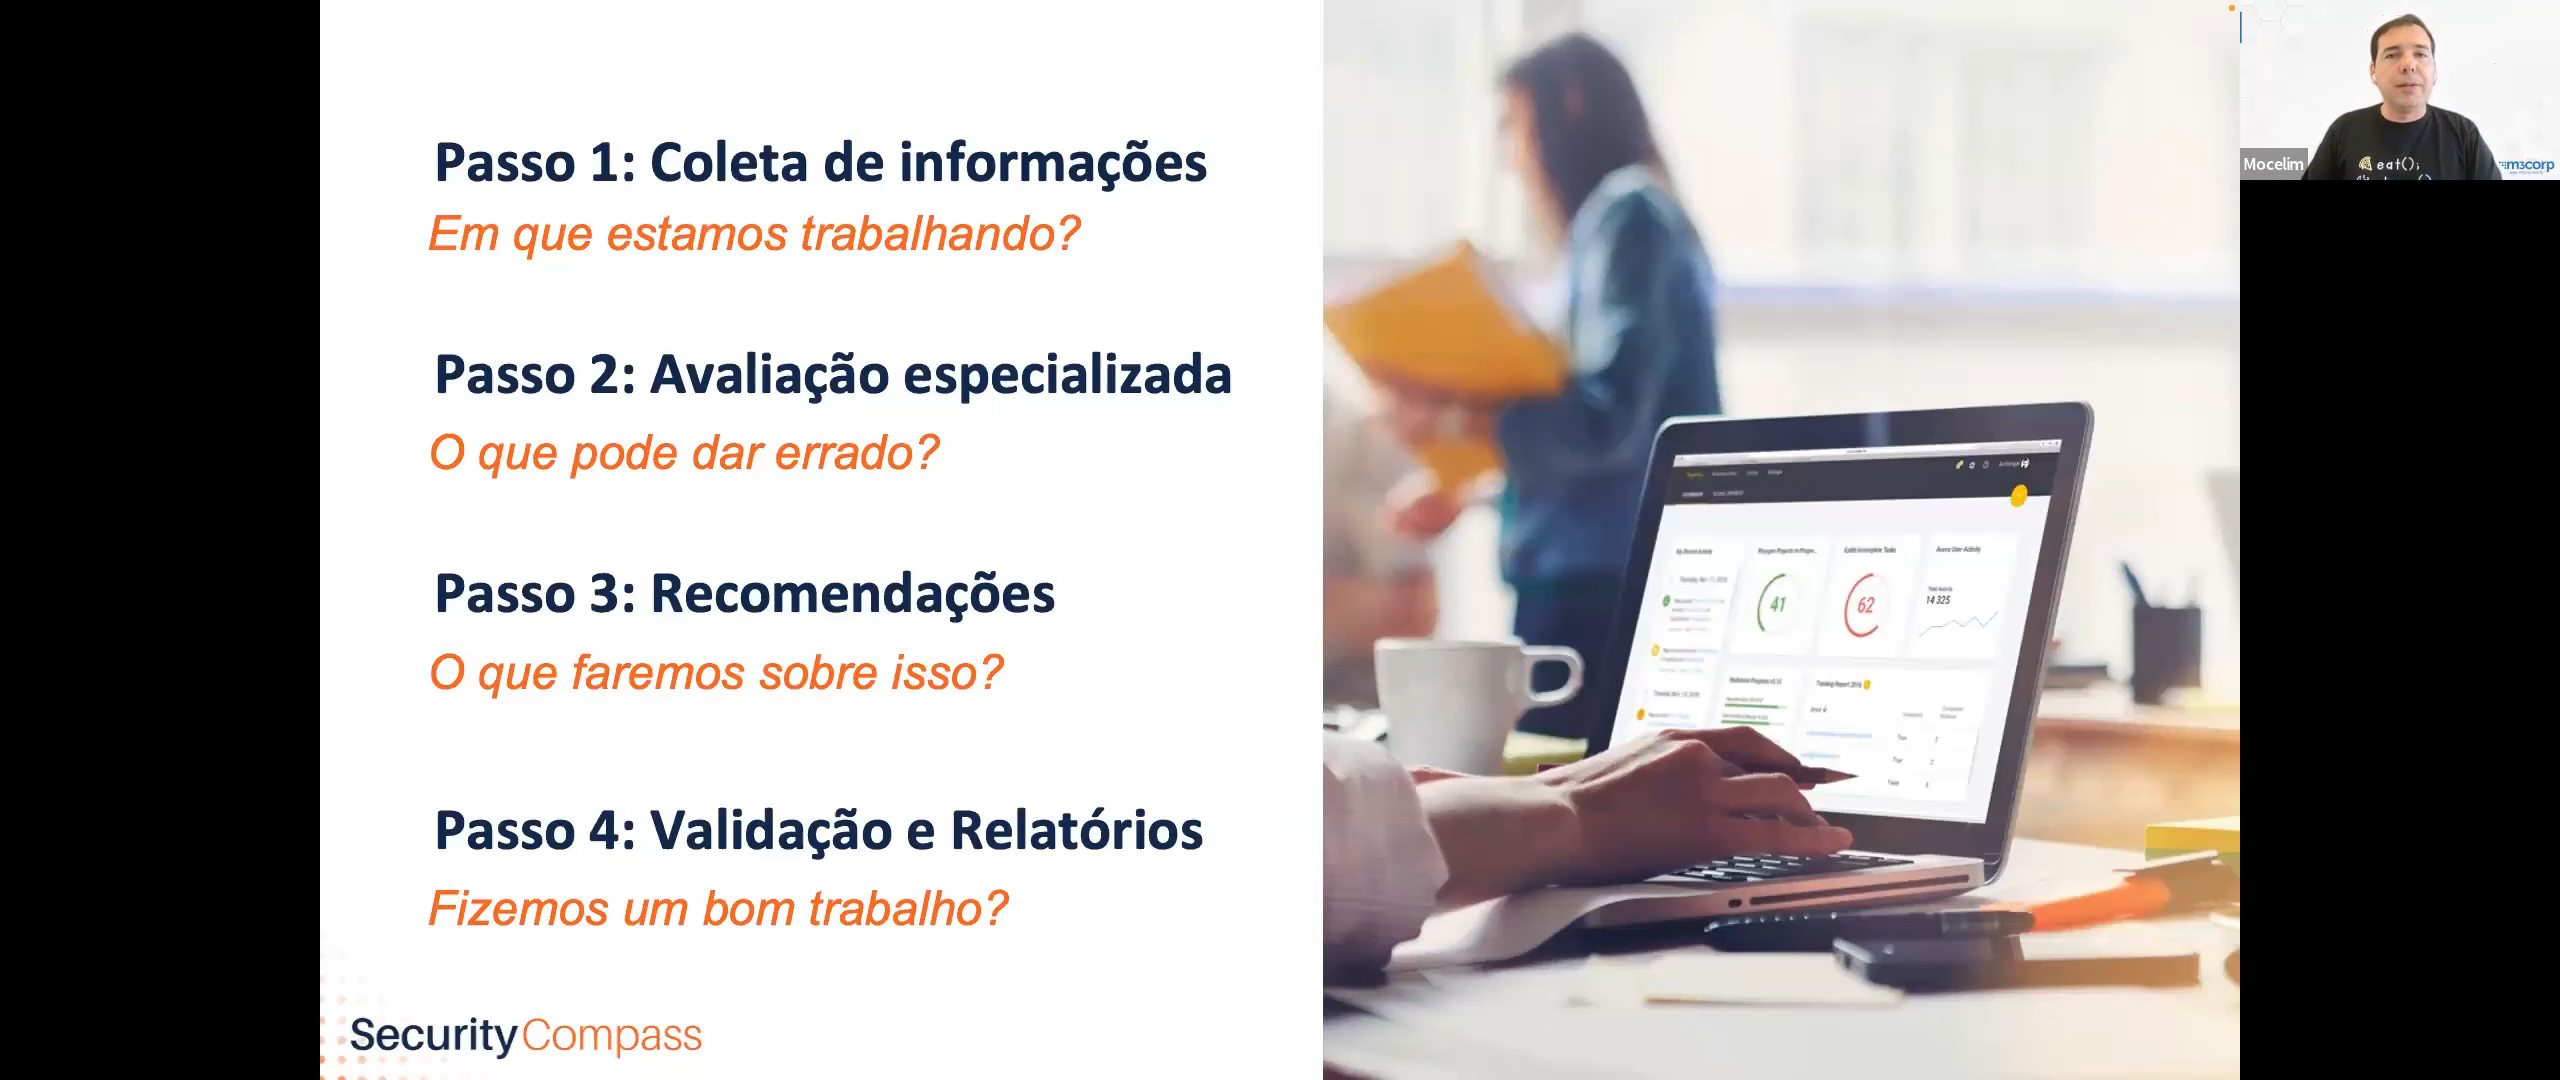 Passo 1: Coleta de informações
Em que estamos trabalhando?
Passo 2: Avaliação especializada
O que pode dar errado?
Passo 3: Recomendações
O que faremos sobre isso?
Passo 4: Validação e Relatórios
Fizemos um bom trabalho?
SecurityCompass
41
62
14 325
Mocelim
eat();
m3corp